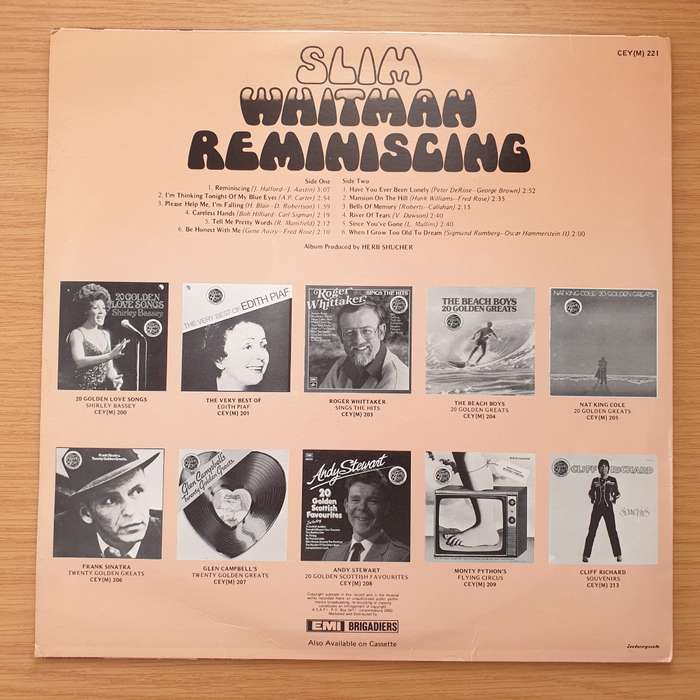 CEY(M) 221
SLIM
WHITMAN
REMINISCING
Side One
1. Reminiscing (J. Halford-J. Austin) 3:07
2. I'm Thinking Tonight Of My Blue Eyes (A.P. Carter) 2:54
3. Please Help Me, I'm Falling (H. Blair - D. Robertson) 1:59
4. Careless Hands (Bob Hilliard - Carl Sigman) 2:19
5. Tell Me Pretty Words (R. Mansfield) 2:12
6. Be Honest With Me (Gene Autry - Fred Rose) 2:10
Side Two
1. Have You Ever Been Lonely (Peter DeRose - George Brown) 2:52
2. Mansion On The Hill (Hank Williams - Fred Rose) 2:35
3. Bells Of Memory (Roberts - Callahan) 2:15
4. River Of Tears (V. Dawson) 2:40
5. Since You've Gone (L. Mullins) 2:40
6. When I Grow Too Old To Dream (Sigmund Romberg - Oscar Hammerstein II) 2:00
Album Produced by HERB SHUCHER
20 GOLDEN
LOVE SONGS
Shirley Bassey
THE VERY BEST OF EDITH PIAF
Roger
Whittaker
SINGS THE HITS
THE BEACH BOYS
20 GOLDEN GREATS
NAT KING COLE 20 GOLDEN GREATS
20 GOLDEN LOVE SONGS
SHIRLEY BASSEY
CEY(M) 200
THE VERY BEST OF
EDITH PIAF
CEY(M) 201
ROGER WHITTAKER
SINGS THE HITS
CEY(M) 203
THE BEACH BOYS
20 GOLDEN GREATS
CEY(M) 204
NAT KING COLE
20 GOLDEN GREATS
CEY(M) 205
Frank Sinatra
Twenty Golden Greats
Glen Campbell's
Twenty Golden Greats
Andy Stewart
20
Golden
Scottish
Favourites
CLIFF RICHARD
Souvenirs
FRANK SINATRA
TWENTY GOLDEN GREATS
CEY(M) 206
GLEN CAMPBELL'S
TWENTY GOLDEN GREATS
CEY(M) 207
ANDY STEWART
20 GOLDEN SCOTTISH FAVOURITES
CEY(M) 208
MONTY PYTHON'S
FLYING CIRCUS
CEY(M) 209
CLIFF RICHARD
SOUVENIRS
CEY(M) 213
EMI BRIGADIERS
Also Available on Cassette
interpak